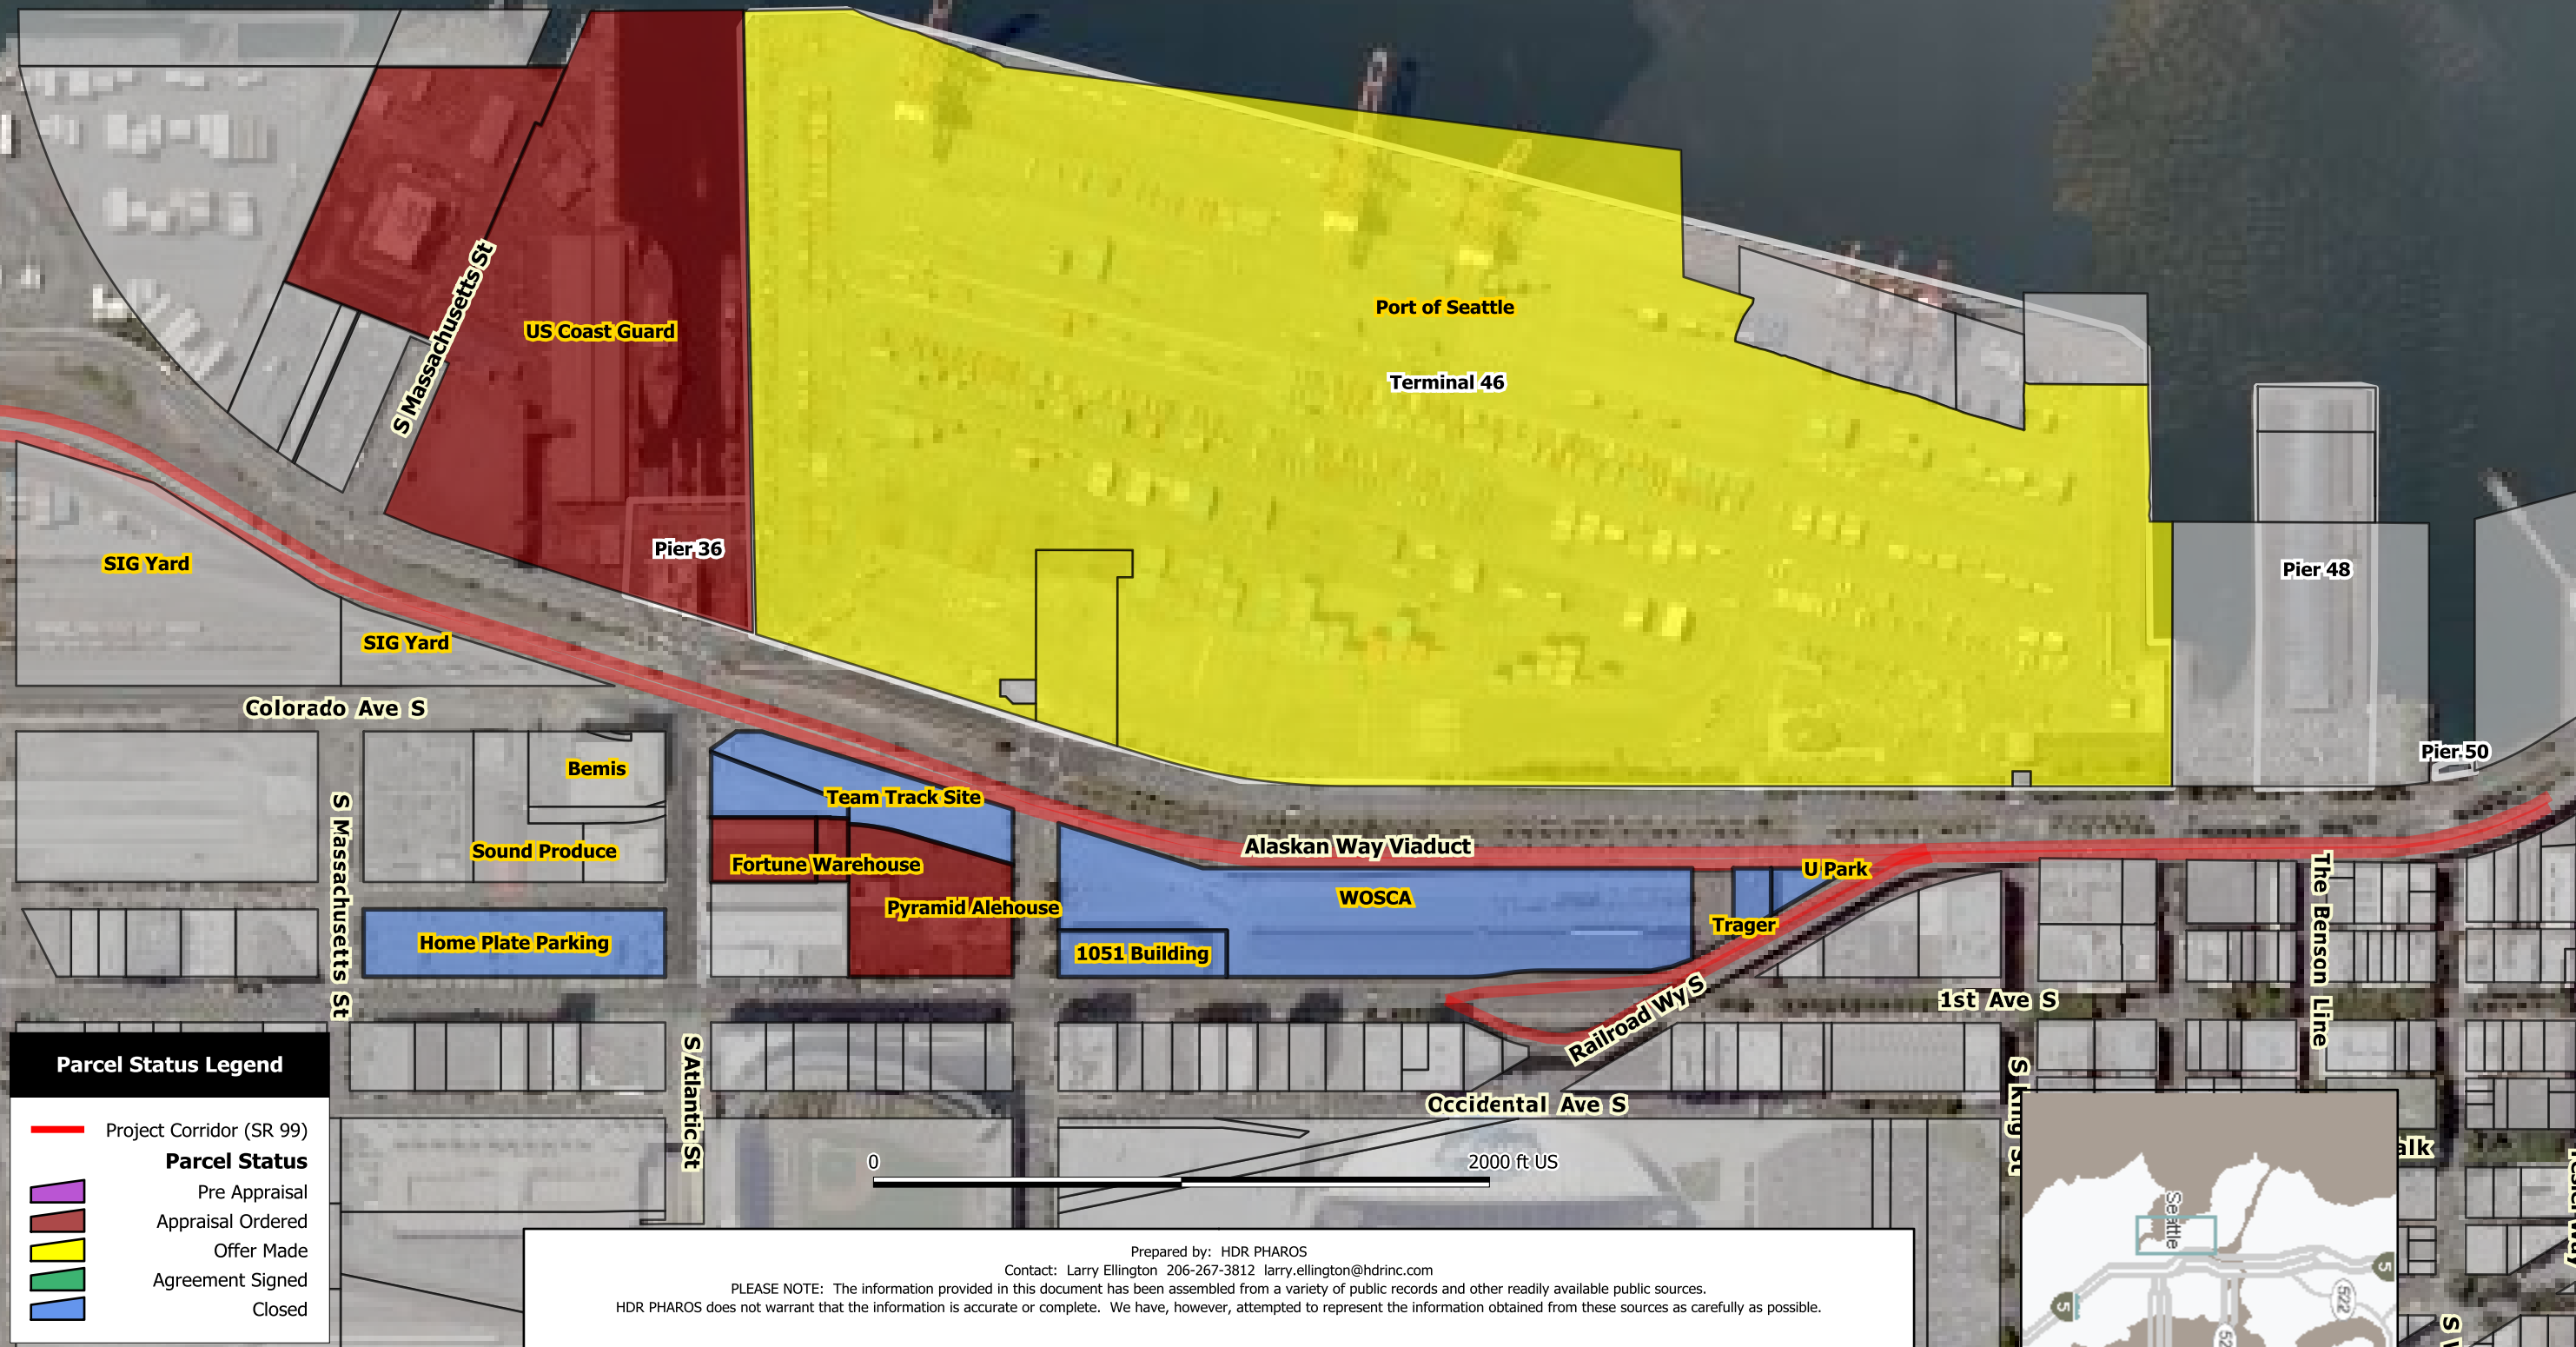 S Massachusetts St
US Coast Guard
Port of Seattle
Terminal 46
Pier 36
Pier 48
Pier 50
SIG Yard
SIG Yard
Colorado Ave S
Bemis
Team Track Site
Sound Produce
Fortune Warehouse
Pyramid Alehouse
Home Plate Parking
S Massachusetts St
S Atlantic St
Alaskan Way Viaduct
WOSCA
1051 Building
U Park
Trager
Railroad Wy S
1st Ave S
The Benson Line
Occidental Ave S
S King St
0
2000 ft US
Parcel Status Legend
Project Corridor (SR 99)
Parcel Status
Pre Appraisal
Appraisal Ordered
Offer Made
Agreement Signed
Closed
Prepared by: HDR PHAROS
Contact: Larry Ellington 206-267-3812 larry.ellington@hdrinc.com
PLEASE NOTE: The information provided in this document has been assembled from a variety of public records and other readily available public sources.
HDR PHAROS does not warrant that the information is accurate or complete. We have, however, attempted to represent the information obtained from these sources as carefully as possible.
Seattle
5
5
522